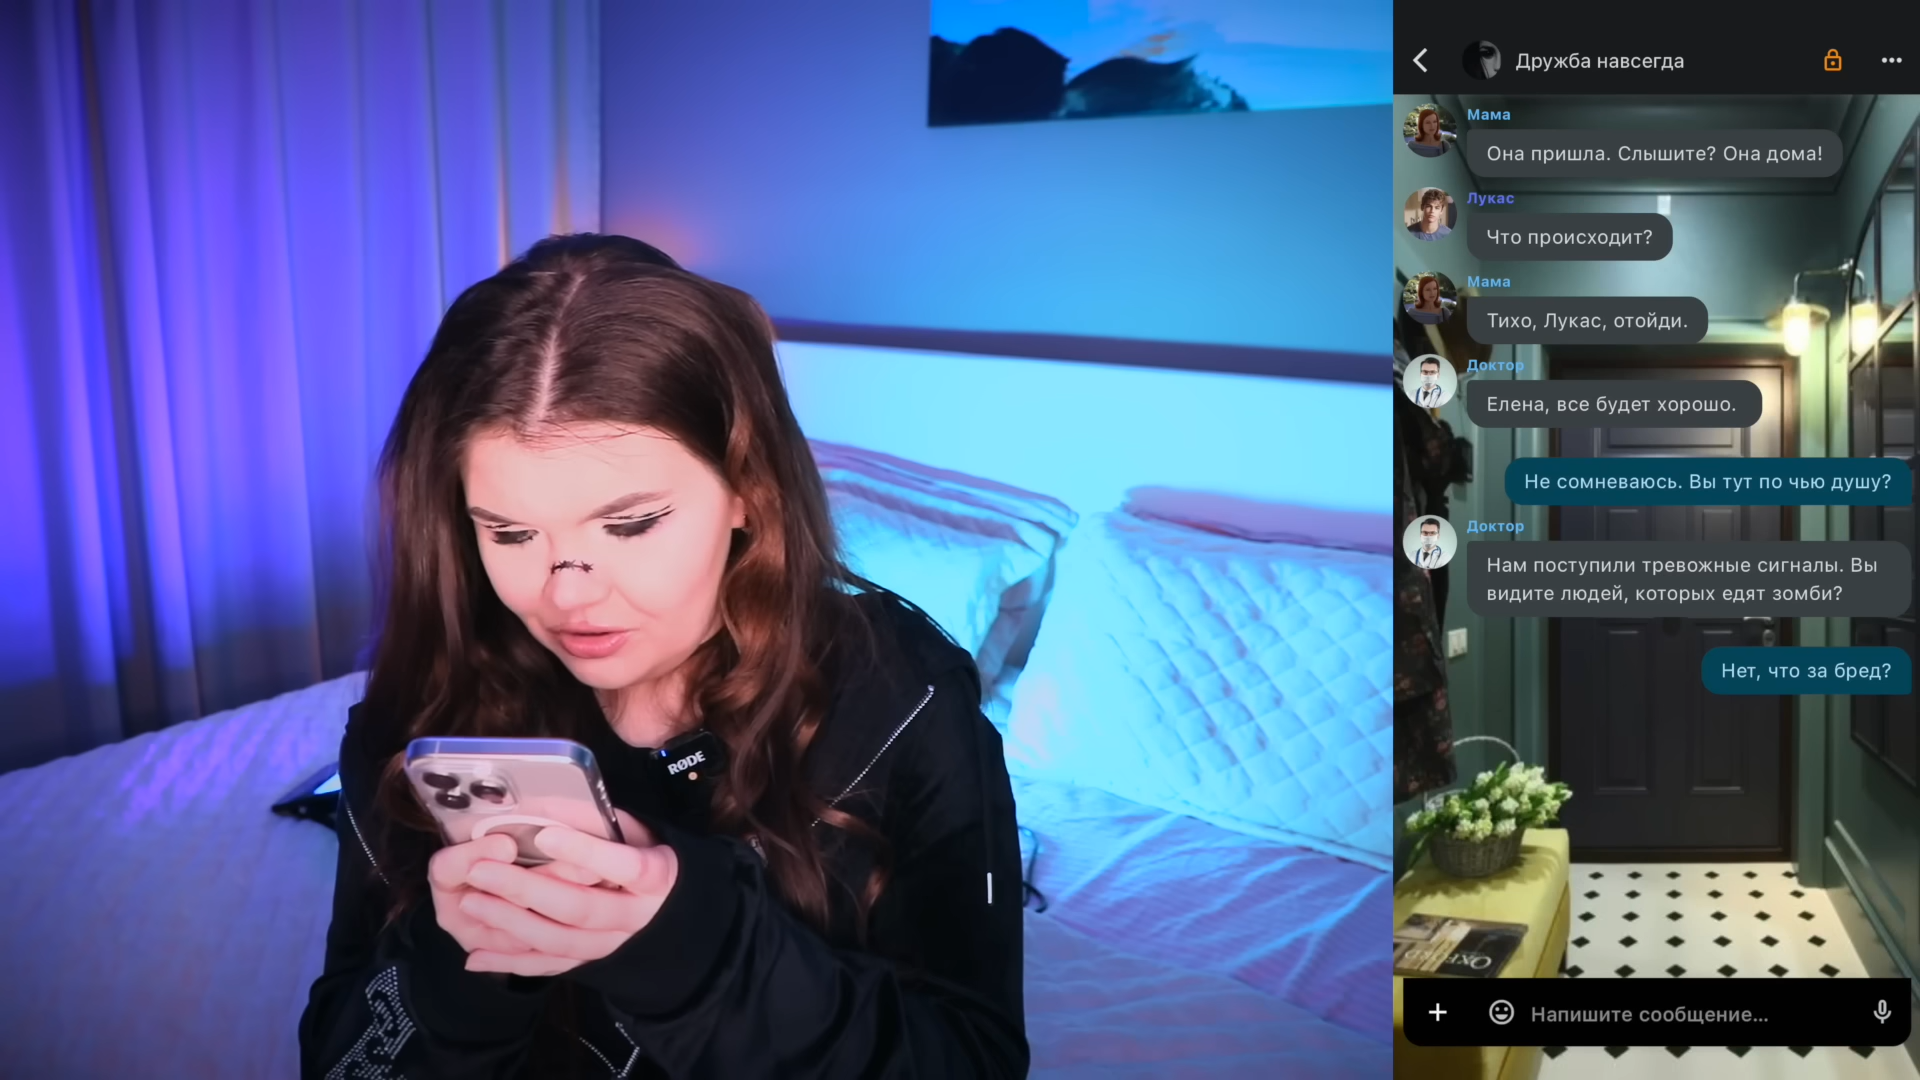 Дружба навсегда
Мама
Она пришла. Слышите? Она дома!
Лукас
Что происходит?
Мама
Тихо, Лукас, отойди.
Доктор
Елена, все будет хорошо.
Не сомневаюсь. Вы тут по чью душу?
Доктор
Нам поступили тревожные сигналы. Вы
видите людей, которых едят зомби?
Нет, что за бред?
RØDE
OXFORD
Напишите сообщение...